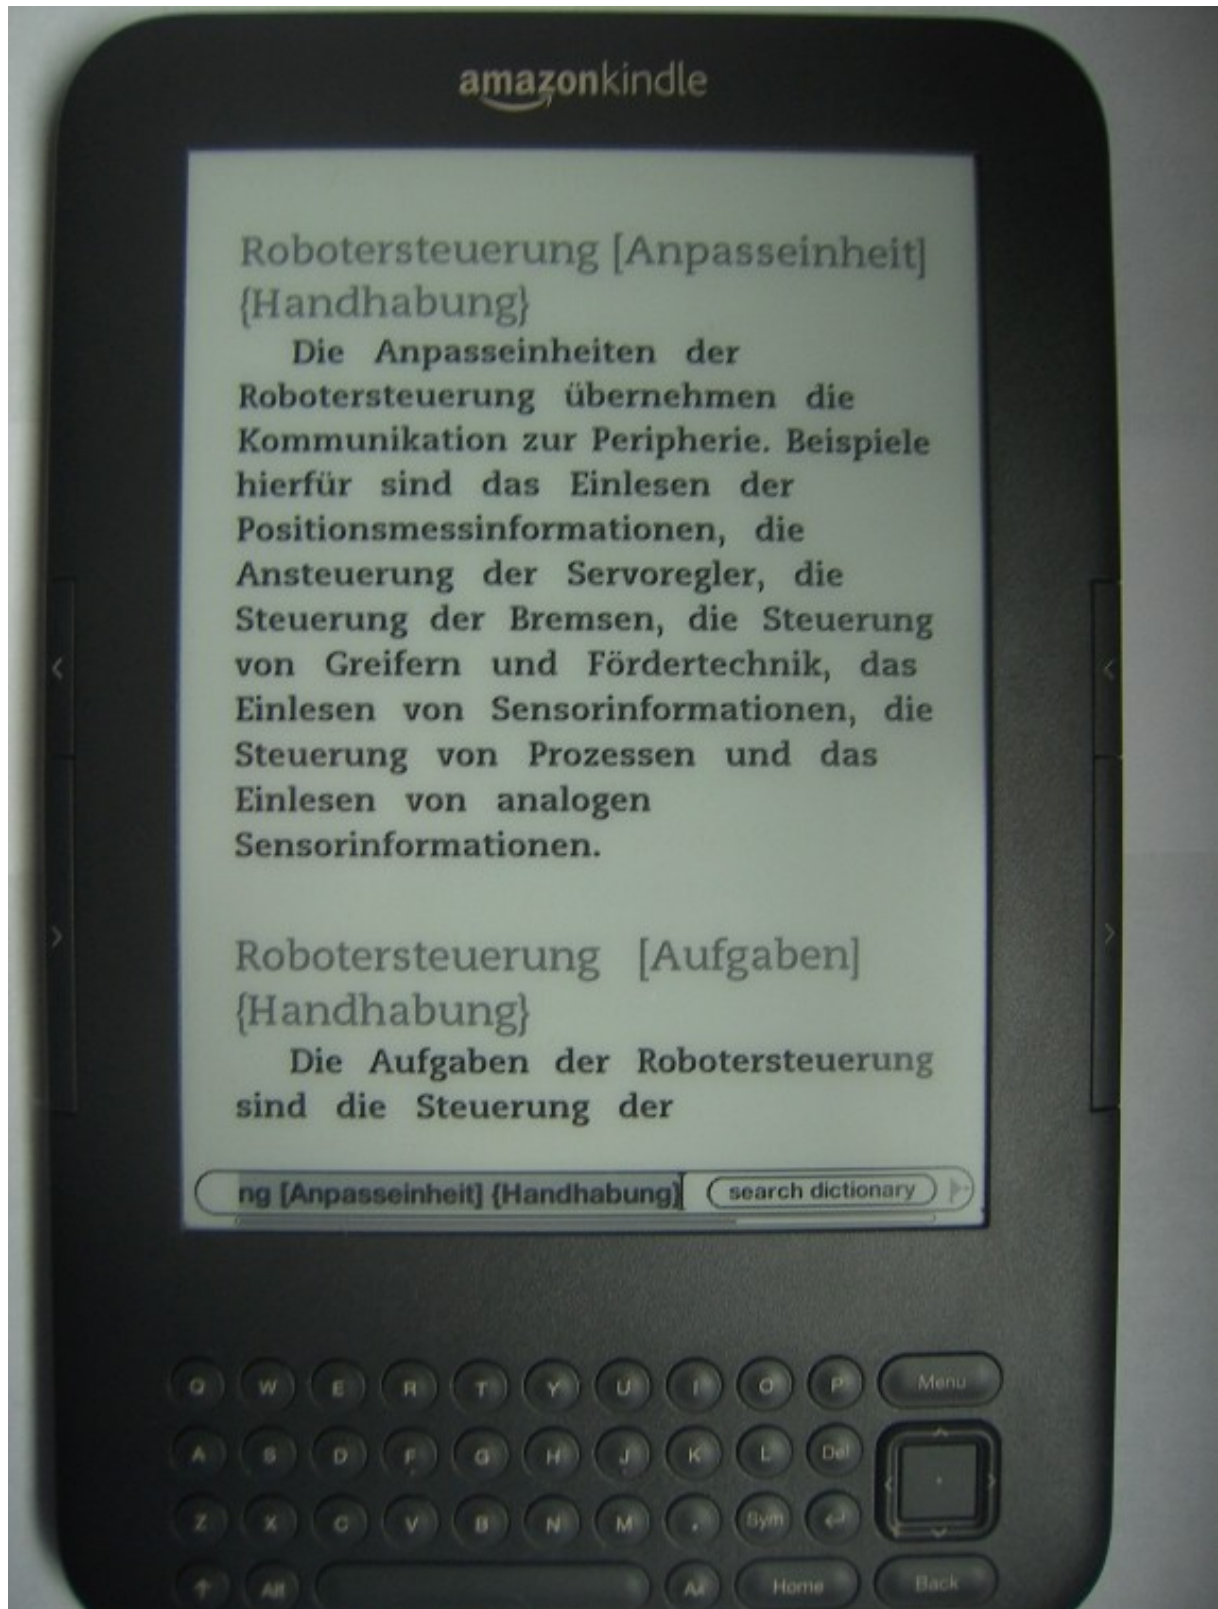 amazonkindle
Robotersteuerung [Anpasseinheit]
{Handhabung}
Die Anpasseinheiten der
Robotersteuerung übernehmen die
Kommunikation zur Peripherie. Beispiele
hierfür sind das Einlesen der
Positionsmessinformationen, die
Ansteuerung der Servoregler, die
Steuerung der Bremsen, die Steuerung
von Greifern und Fördertechnik, das
Einlesen von Sensorinformationen, die
Steuerung von Prozessen und das
Einlesen von analogen
Sensorinformationen.
Robotersteuerung [Aufgaben]
{Handhabung}
Die Aufgaben der Robotersteuerung
sind die Steuerung der
ng [Anpasseinheit] {Handhabung} search dictionary
Q W E R T Y U I O P Menu
A S D F G H J K L Del
Z X C V B N M . Sym
Alt Aa Home Back